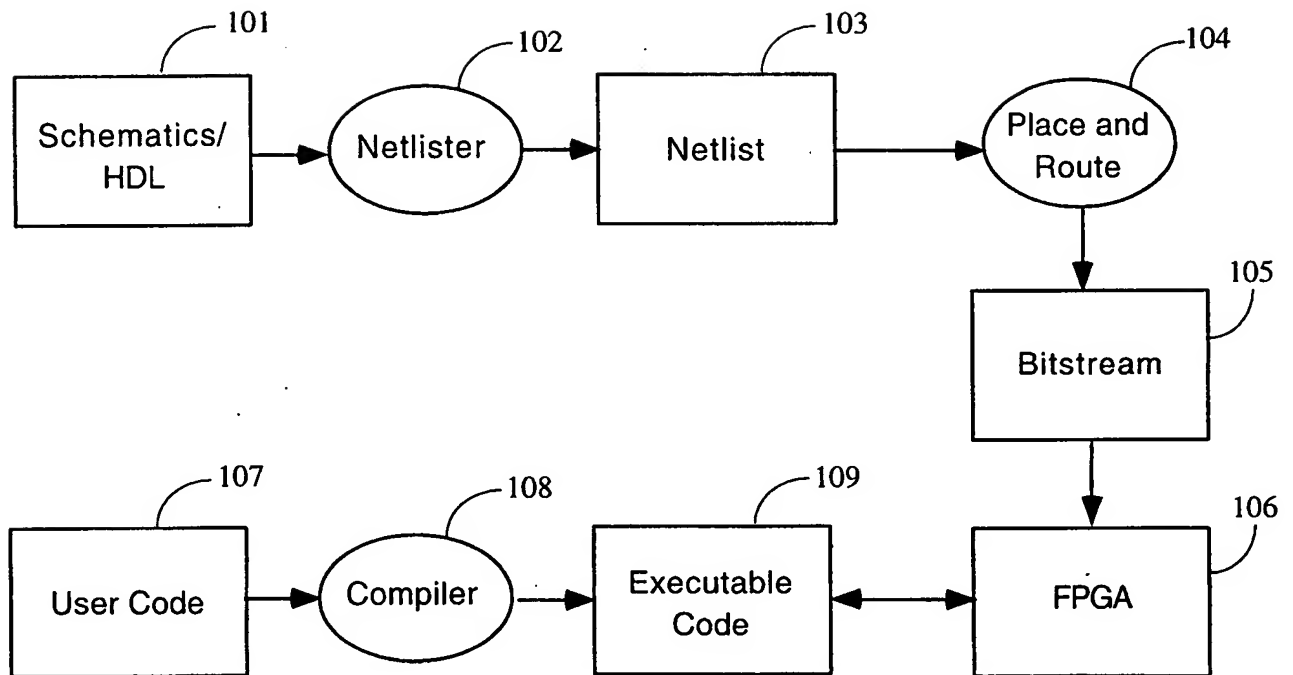 101
102
103
104
Schematics/
HDL
Netlister
Netlist
Place and
Route
105
Bitstream
107
108
109
106
User Code
Compiler
Executable
Code
FPGA